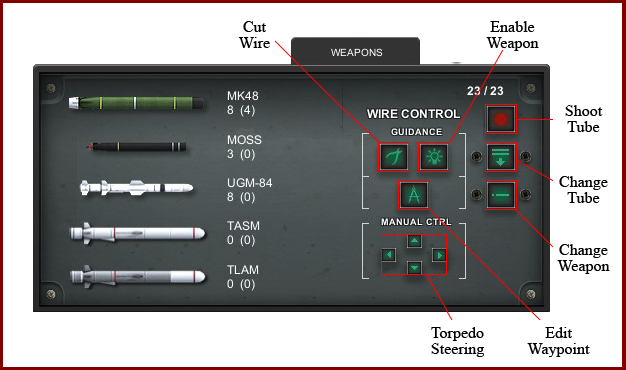 Cut
Wire
Enable
Weapon
WEAPONS
23 / 23
MK48
8 (4)
WIRE CONTROL
GUIDANCE
Shoot
Tube
MOSS
3 (0)
UGM-84
8 (0)
Change
Tube
TASM
0 (0)
MANUAL CTRL
Change
Weapon
TLAM
0 (0)
Torpedo
Steering
Edit
Waypoint